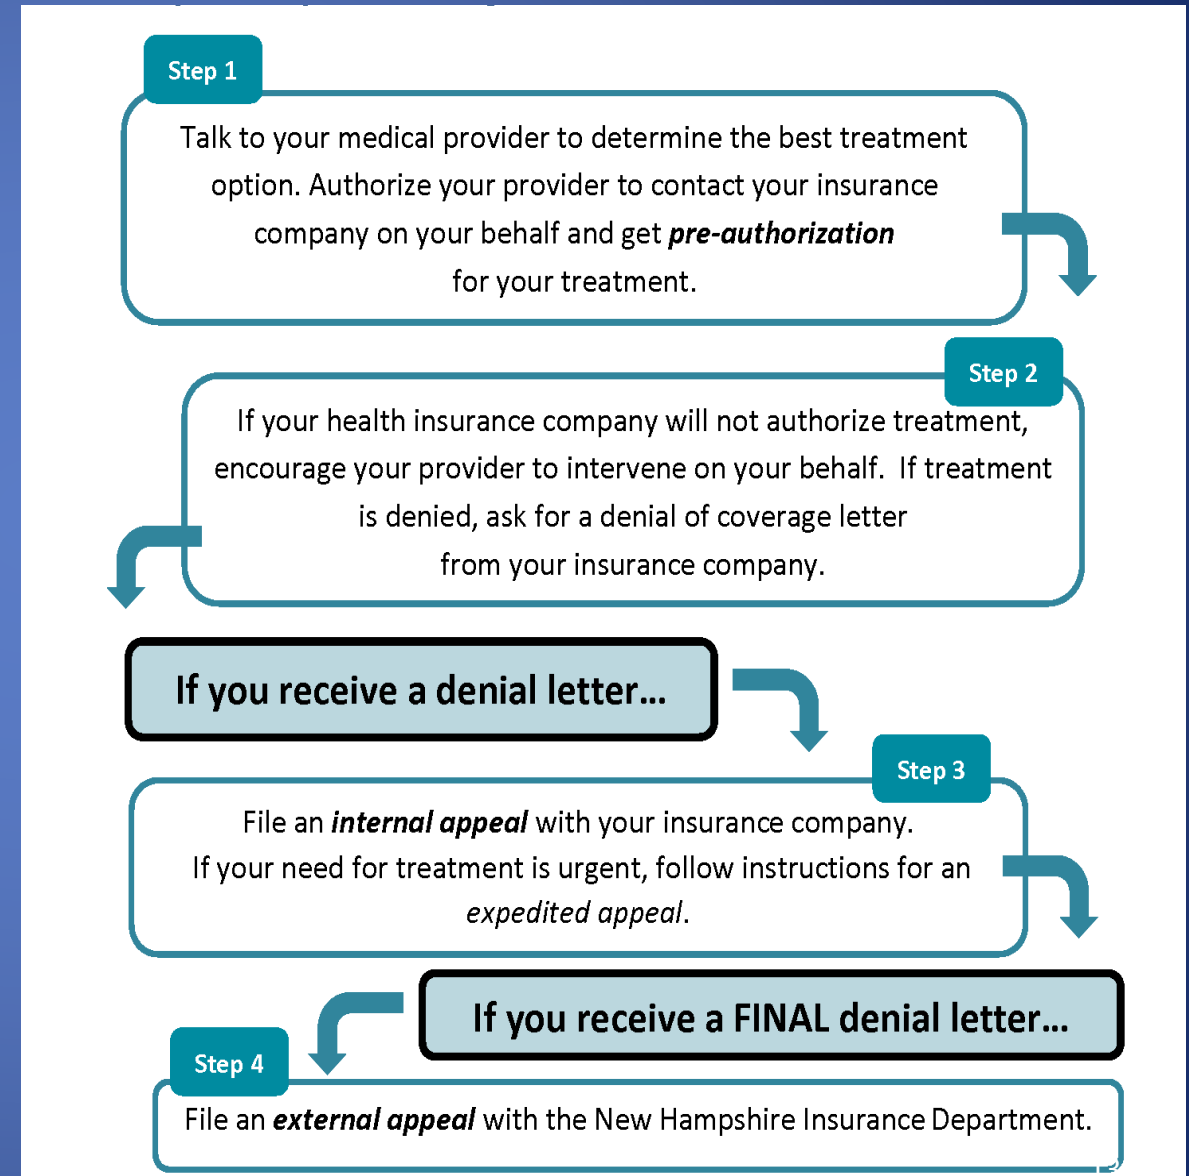 Step 1
Talk to your medical provider to determine the best treatment
option. Authorize your provider to contact your insurance
company on your behalf and get pre-authorization
for your treatment.
Step 2
If your health insurance company will not authorize treatment,
encourage your provider to intervene on your behalf.  If treatment
is denied, ask for a denial of coverage letter
from your insurance company.
If you receive a denial letter...
Step 3
File an internal appeal with your insurance company.
If your need for treatment is urgent, follow instructions for an
expedited appeal.
If you receive a FINAL denial letter...
Step 4
File an external appeal with the New Hampshire Insurance Department.